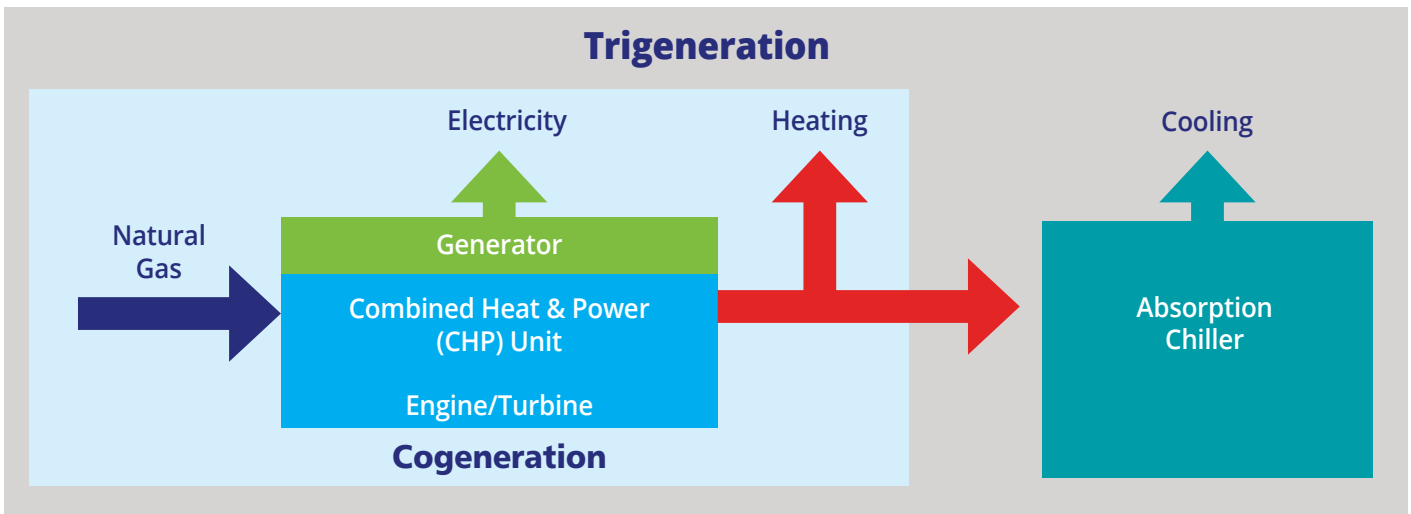 Trigeneration
Electricity
Heating
Cooling
Natural
Gas
Generator
Combined Heat & Power
(CHP) Unit
Engine/Turbine
Absorption
Chiller
Cogeneration